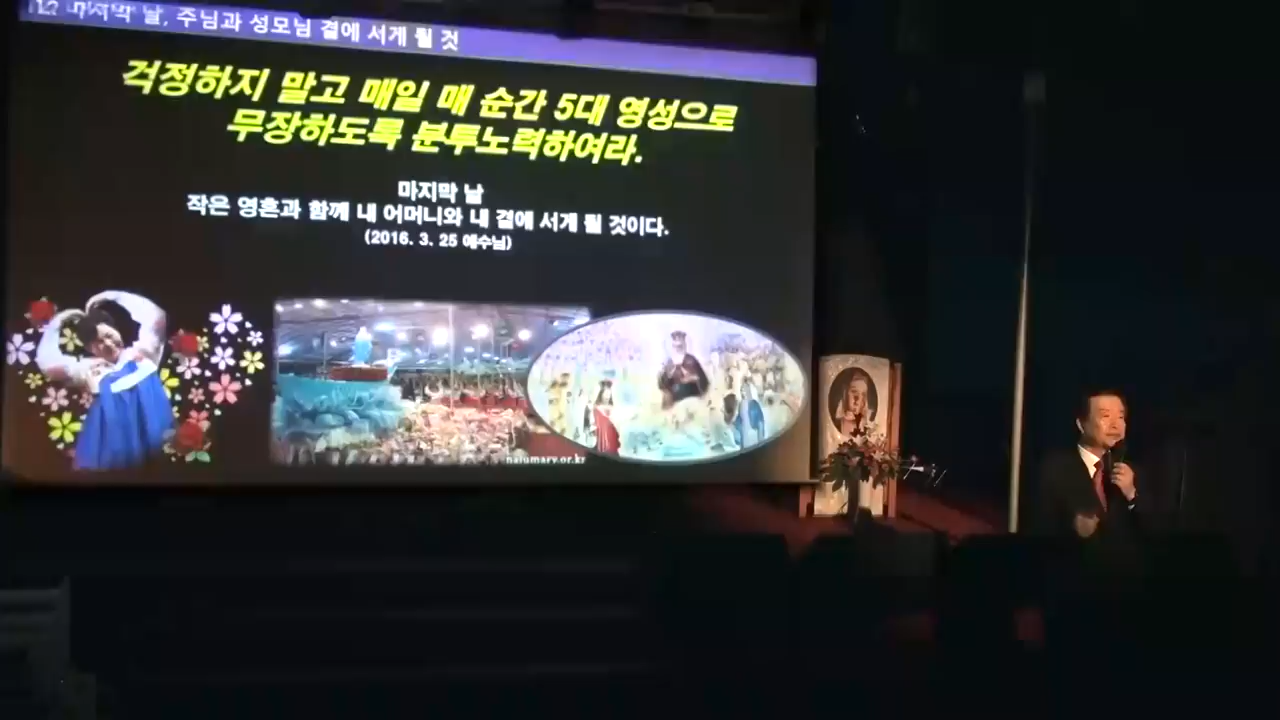 마지막 날, 주님과 성모님 곁에 서게 될 것
걱정하지 말고 매일 매 순간 5대 영성으로
무장하도록 분투노력하여라.
마지막 날
작은 영혼과 함께 내 어머니와 내 곁에 서게 될 것이다.
(2016. 3. 25 예수님)
najumary.or.kr